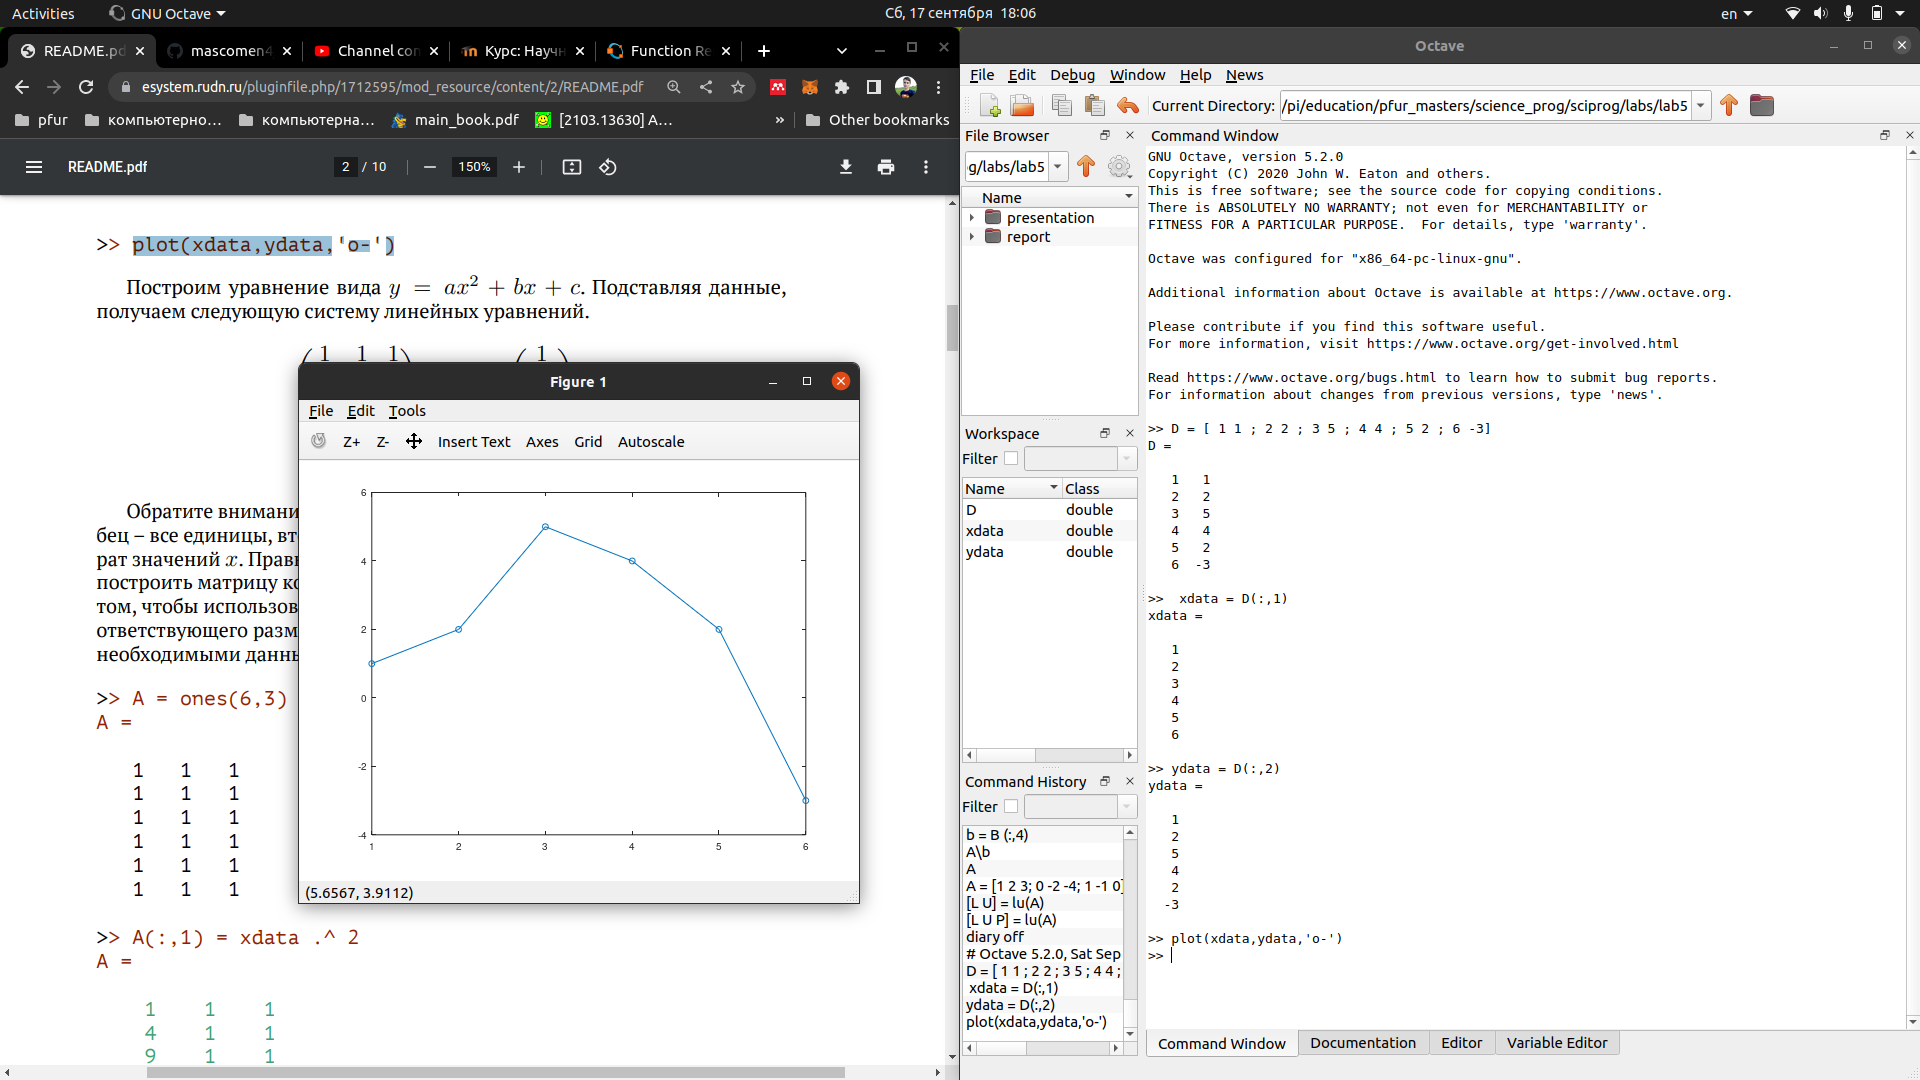 Activities
GNU Octave
Сб, 17 сентября 18:06
en
README.pd
mascomen4
Channel con
Курс: Научн
Function Re
esystem.rudn.ru/pluginfile.php/1712595/mod_resource/content/2/README.pdf
pfur
компьютерно...
компьютерна...
main_book.pdf
[2103.13630] A...
»
Other bookmarks
README.pdf
2 / 10
150%
>> plot(xdata,ydata,'o-')
Построим уравнение вида y = ax² + bx + c. Подставляя данные,
получаем следующую систему линейных уравнений.
1 1 1
1
Обратите внимани
бец – все единицы, вт
рат значений x. Прав
построить матрицу к
том, чтобы использов
ответствующего разм
необходимыми данн
>> A = ones(6,3)
A =
1 1 1
1 1 1
1 1 1
1 1 1
1 1 1
1 1 1
>> A(:,1) = xdata .^ 2
A =
1 1 1
4 1 1
9 1 1
Figure 1
File Edit Tools
Z+ Z- Insert Text Axes Grid Autoscale
6
4
2
0
-2
-4
1 2 3 4 5 6
(5.6567, 3.9112)
Octave
File Edit Debug Window Help News
Current Directory: /pi/education/pfur_masters/science_prog/sciprog/labs/lab5
File Browser
g/labs/lab5
Name
presentation
report
Workspace
Filter
Name Class
D double
xdata double
ydata double
Command History
Filter
b = B (:,4)
A\b
A
A = [1 2 3; 0 -2 -4; 1 -1 0]
[L U] = lu(A)
[L U P] = lu(A)
diary off
# Octave 5.2.0, Sat Sep
D = [ 1 1 ; 2 2 ; 3 5 ; 4 4 ;
xdata = D(:,1)
ydata = D(:,2)
plot(xdata,ydata,'o-')
Command Window
GNU Octave, version 5.2.0
Copyright (C) 2020 John W. Eaton and others.
This is free software; see the source code for copying conditions.
There is ABSOLUTELY NO WARRANTY; not even for MERCHANTABILITY or
FITNESS FOR A PARTICULAR PURPOSE.  For details, type 'warranty'.
Octave was configured for "x86_64-pc-linux-gnu".
Additional information about Octave is available at https://www.octave.org.
Please contribute if you find this software useful.
For more information, visit https://www.octave.org/get-involved.html
Read https://www.octave.org/bugs.html to learn how to submit bug reports.
For information about changes from previous versions, type 'news'.
>> D = [ 1 1 ; 2 2 ; 3 5 ; 4 4 ; 5 2 ; 6 -3]
D =
1 1
2 2
3 5
4 4
5 2
6 -3
>>  xdata = D(:,1)
xdata =
1
2
3
4
5
6
>> ydata = D(:,2)
ydata =
1
2
5
4
2
-3
>> plot(xdata,ydata,'o-')
>>
Command Window Documentation Editor Variable Editor